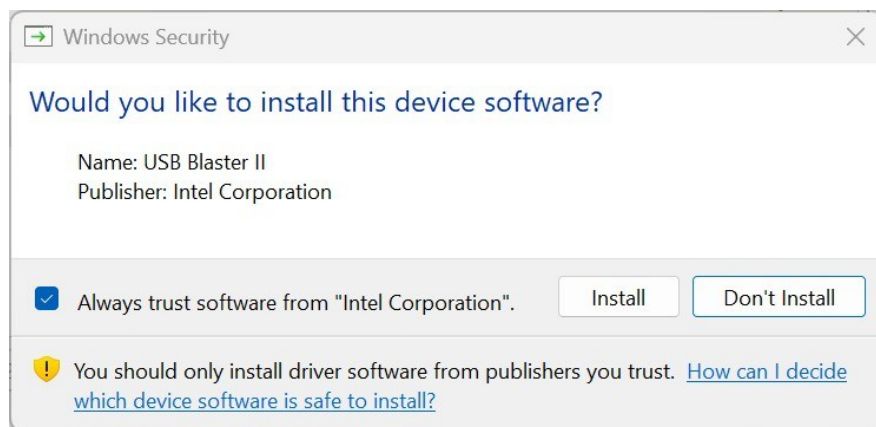 Windows Security
Would you like to install this device software?
Name: USB Blaster II
Publisher: Intel Corporation
Always trust software from "Intel Corporation".
Install
Don't Install
You should only install driver software from publishers you trust. How can I decide
which device software is safe to install?